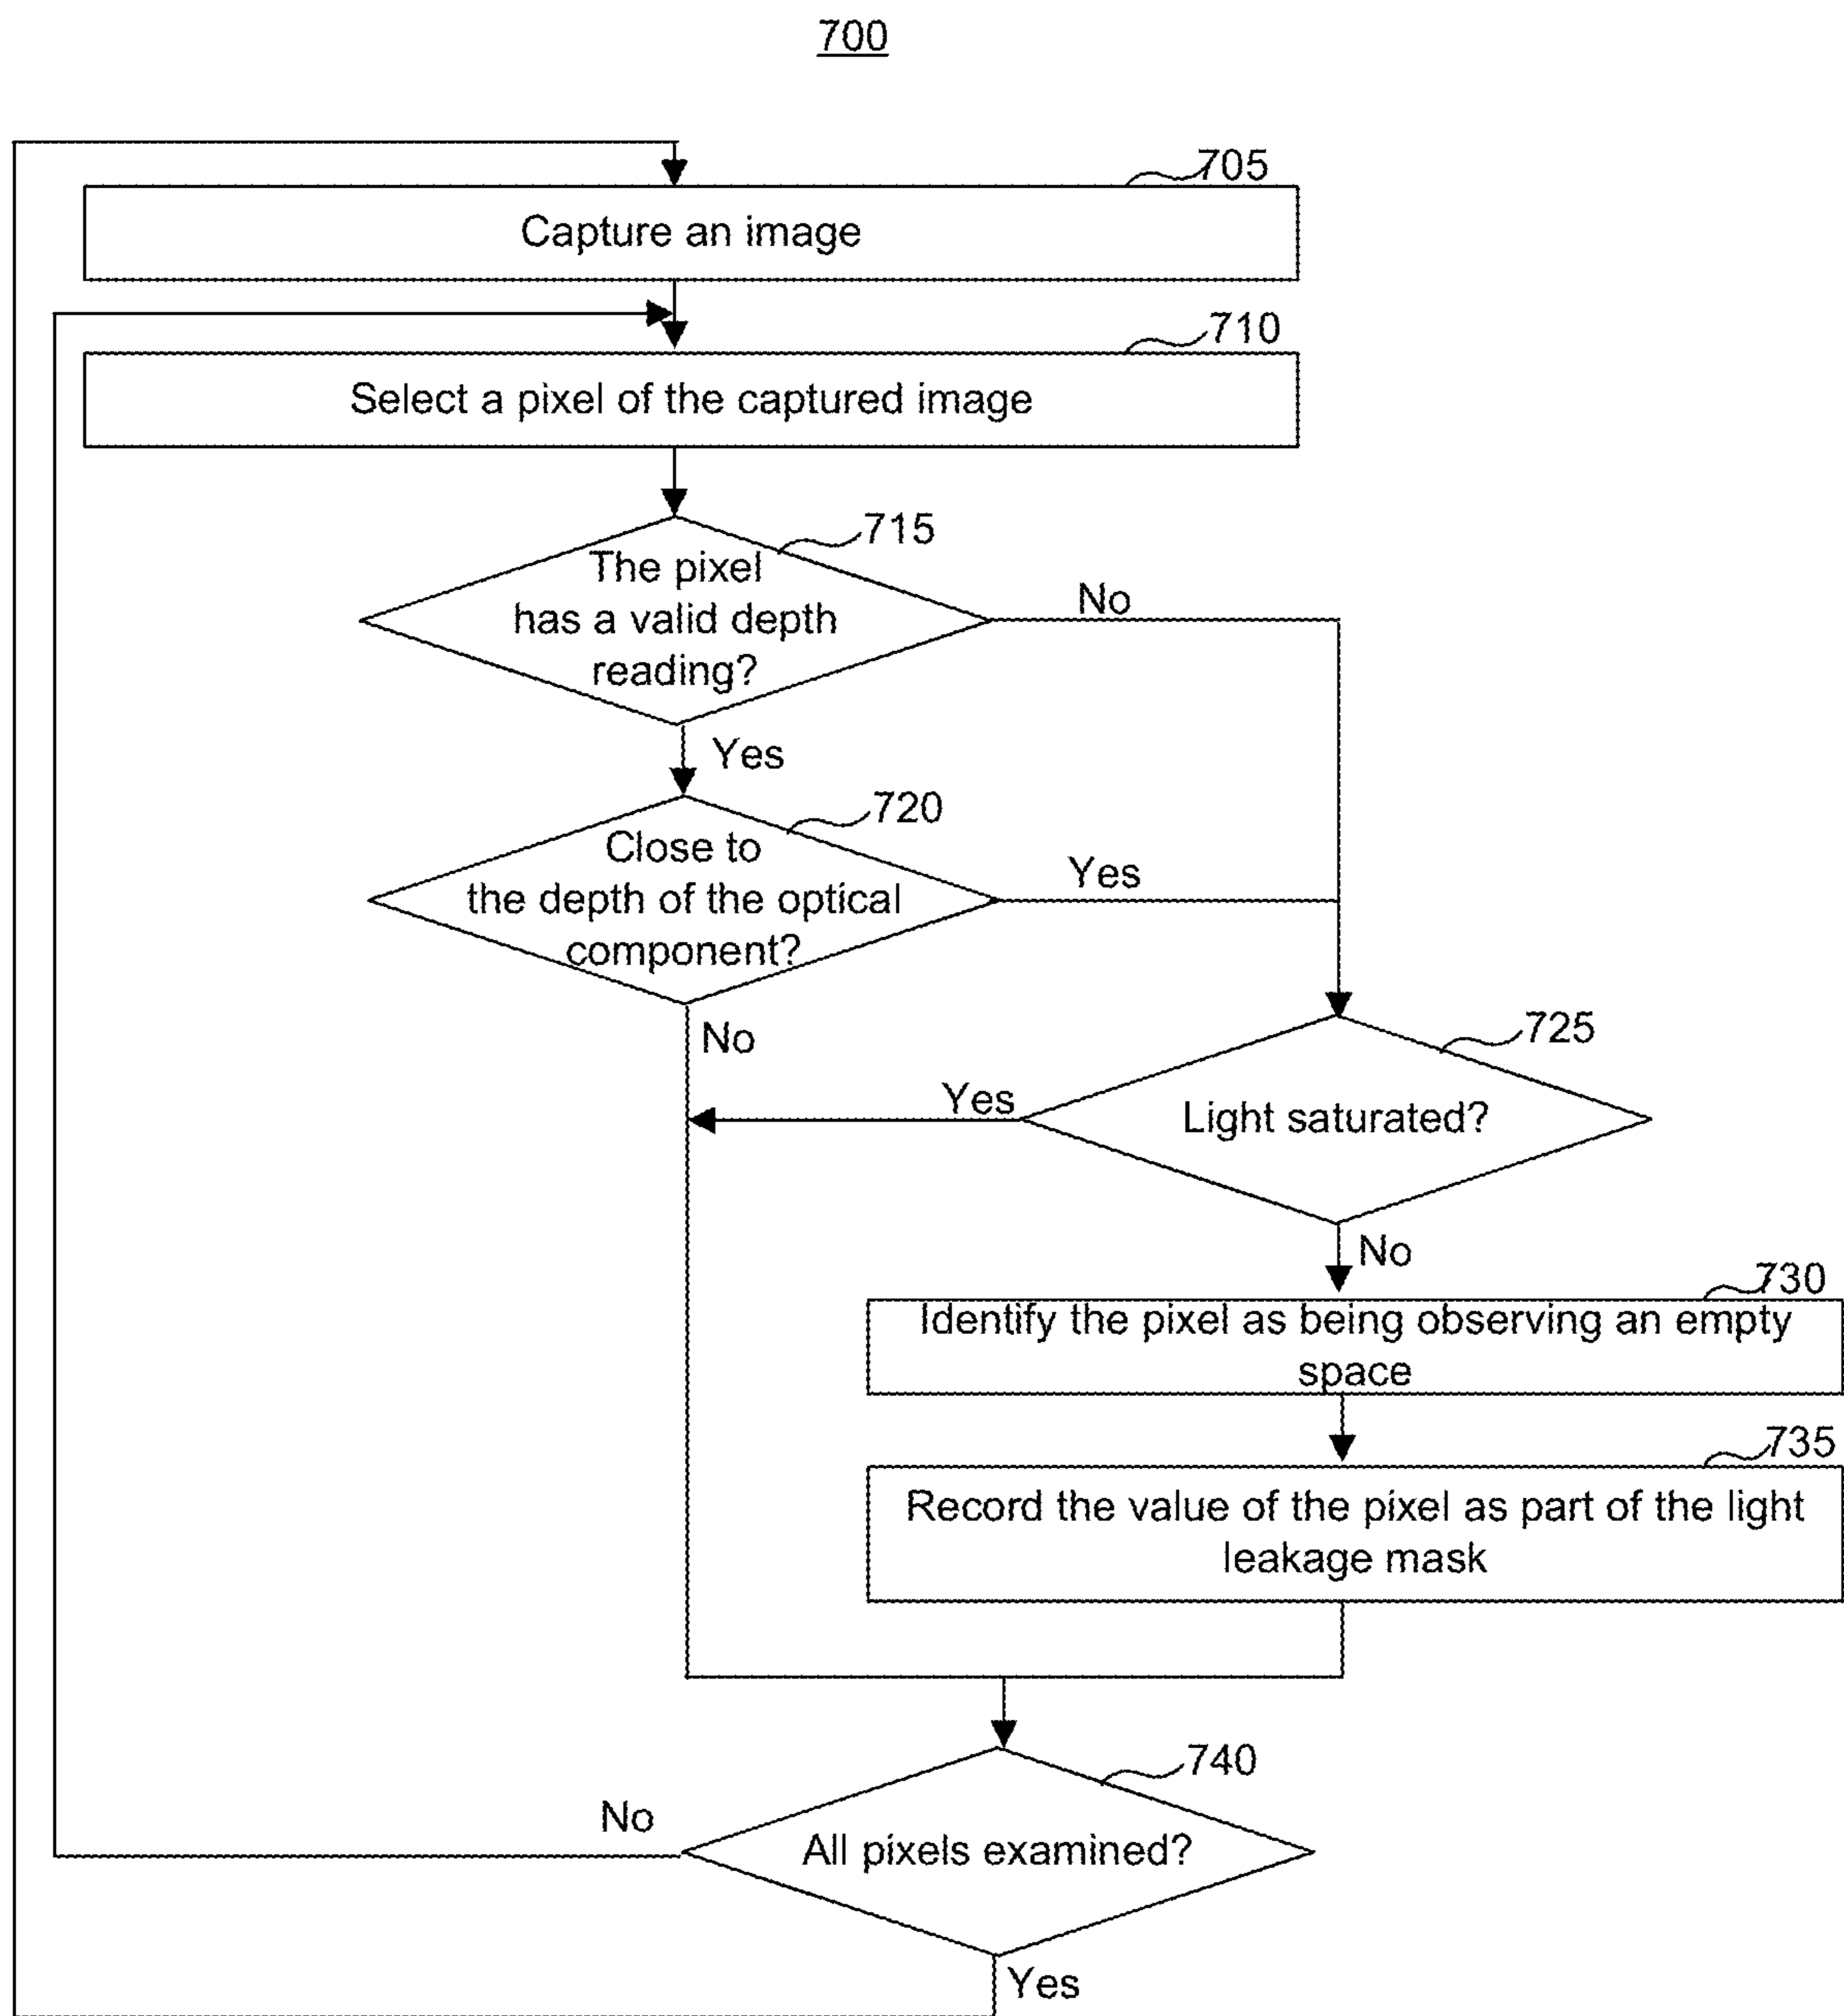 700
705
Capture an image
710
Select a pixel of the captured image
715
The pixel
has a valid depth
reading?
No
Yes
720
Close to
the depth of the optical
component?
Yes
No
725
Light saturated?
Yes
No
730
Identify the pixel as being observing an empty
space
735
Record the value of the pixel as part of the light
leakage mask
740
All pixels examined?
No
Yes